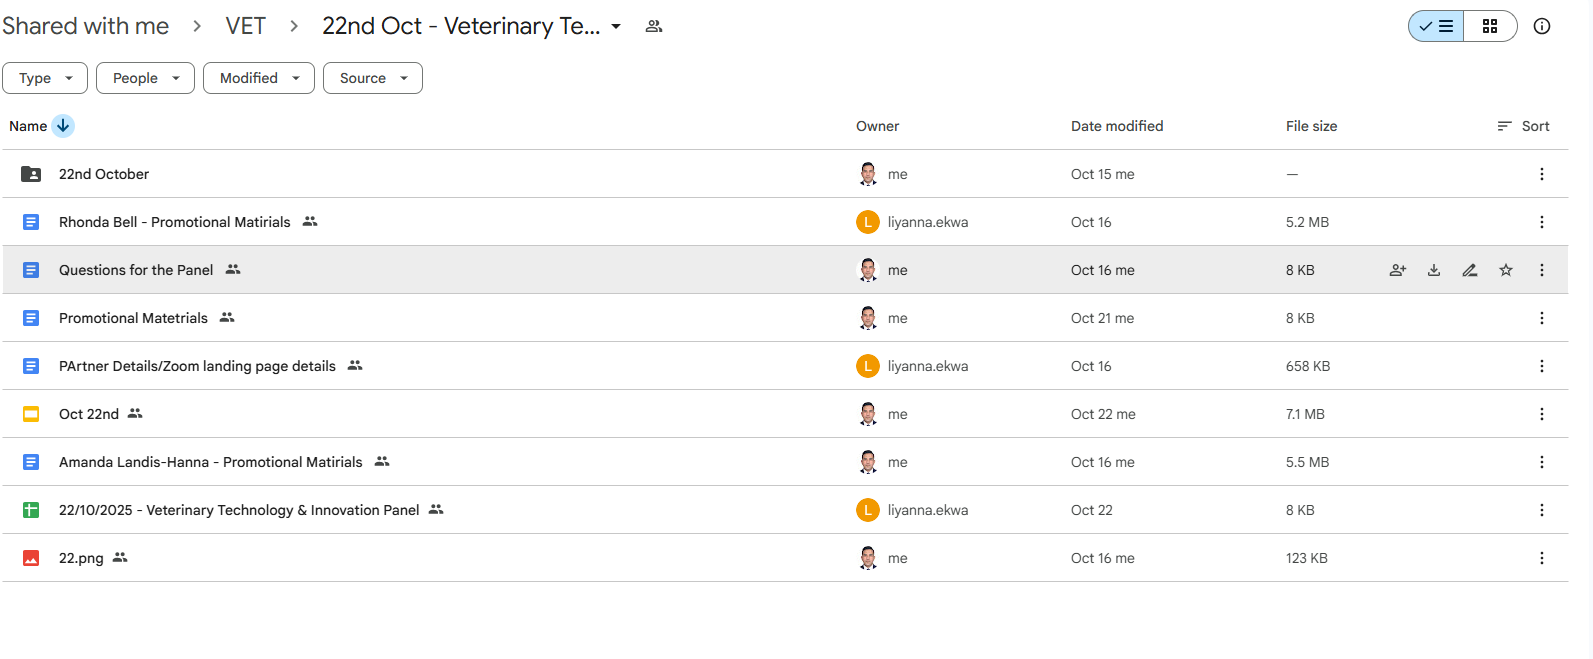 Shared with me > VET > 22nd Oct - Veterinary Te...
Type People Modified Source
Name Owner Date modified File size Sort
22nd October me Oct 15 me —
Rhonda Bell - Promotional Matirials L liyanna.ekwa Oct 16 5.2 MB
Questions for the Panel me Oct 16 me 8 KB
Promotional Matetrials me Oct 21 me 8 KB
PArtner Details/Zoom landing page details L liyanna.ekwa Oct 16 658 KB
Oct 22nd me Oct 22 me 7.1 MB
Amanda Landis-Hanna - Promotional Matirials me Oct 16 me 5.5 MB
22/10/2025 - Veterinary Technology & Innovation Panel L liyanna.ekwa Oct 22 8 KB
22.png me Oct 16 me 123 KB